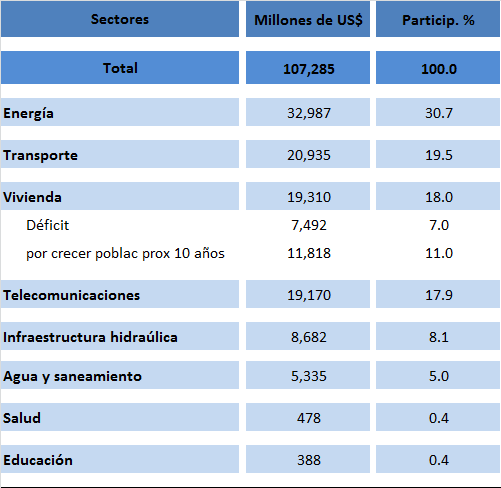 Sectores Millones de US$ Particip. %
Total 107,285 100.0
Energía 32,987 30.7
Transporte 20,935 19.5
Vivienda 19,310 18.0
Déficit 7,492 7.0
por crecer poblac prox 10 años 11,818 11.0
Telecomunicaciones 19,170 17.9
Infraestructura hidraúlica 8,682 8.1
Agua y saneamiento 5,335 5.0
Salud 478 0.4
Educación 388 0.4